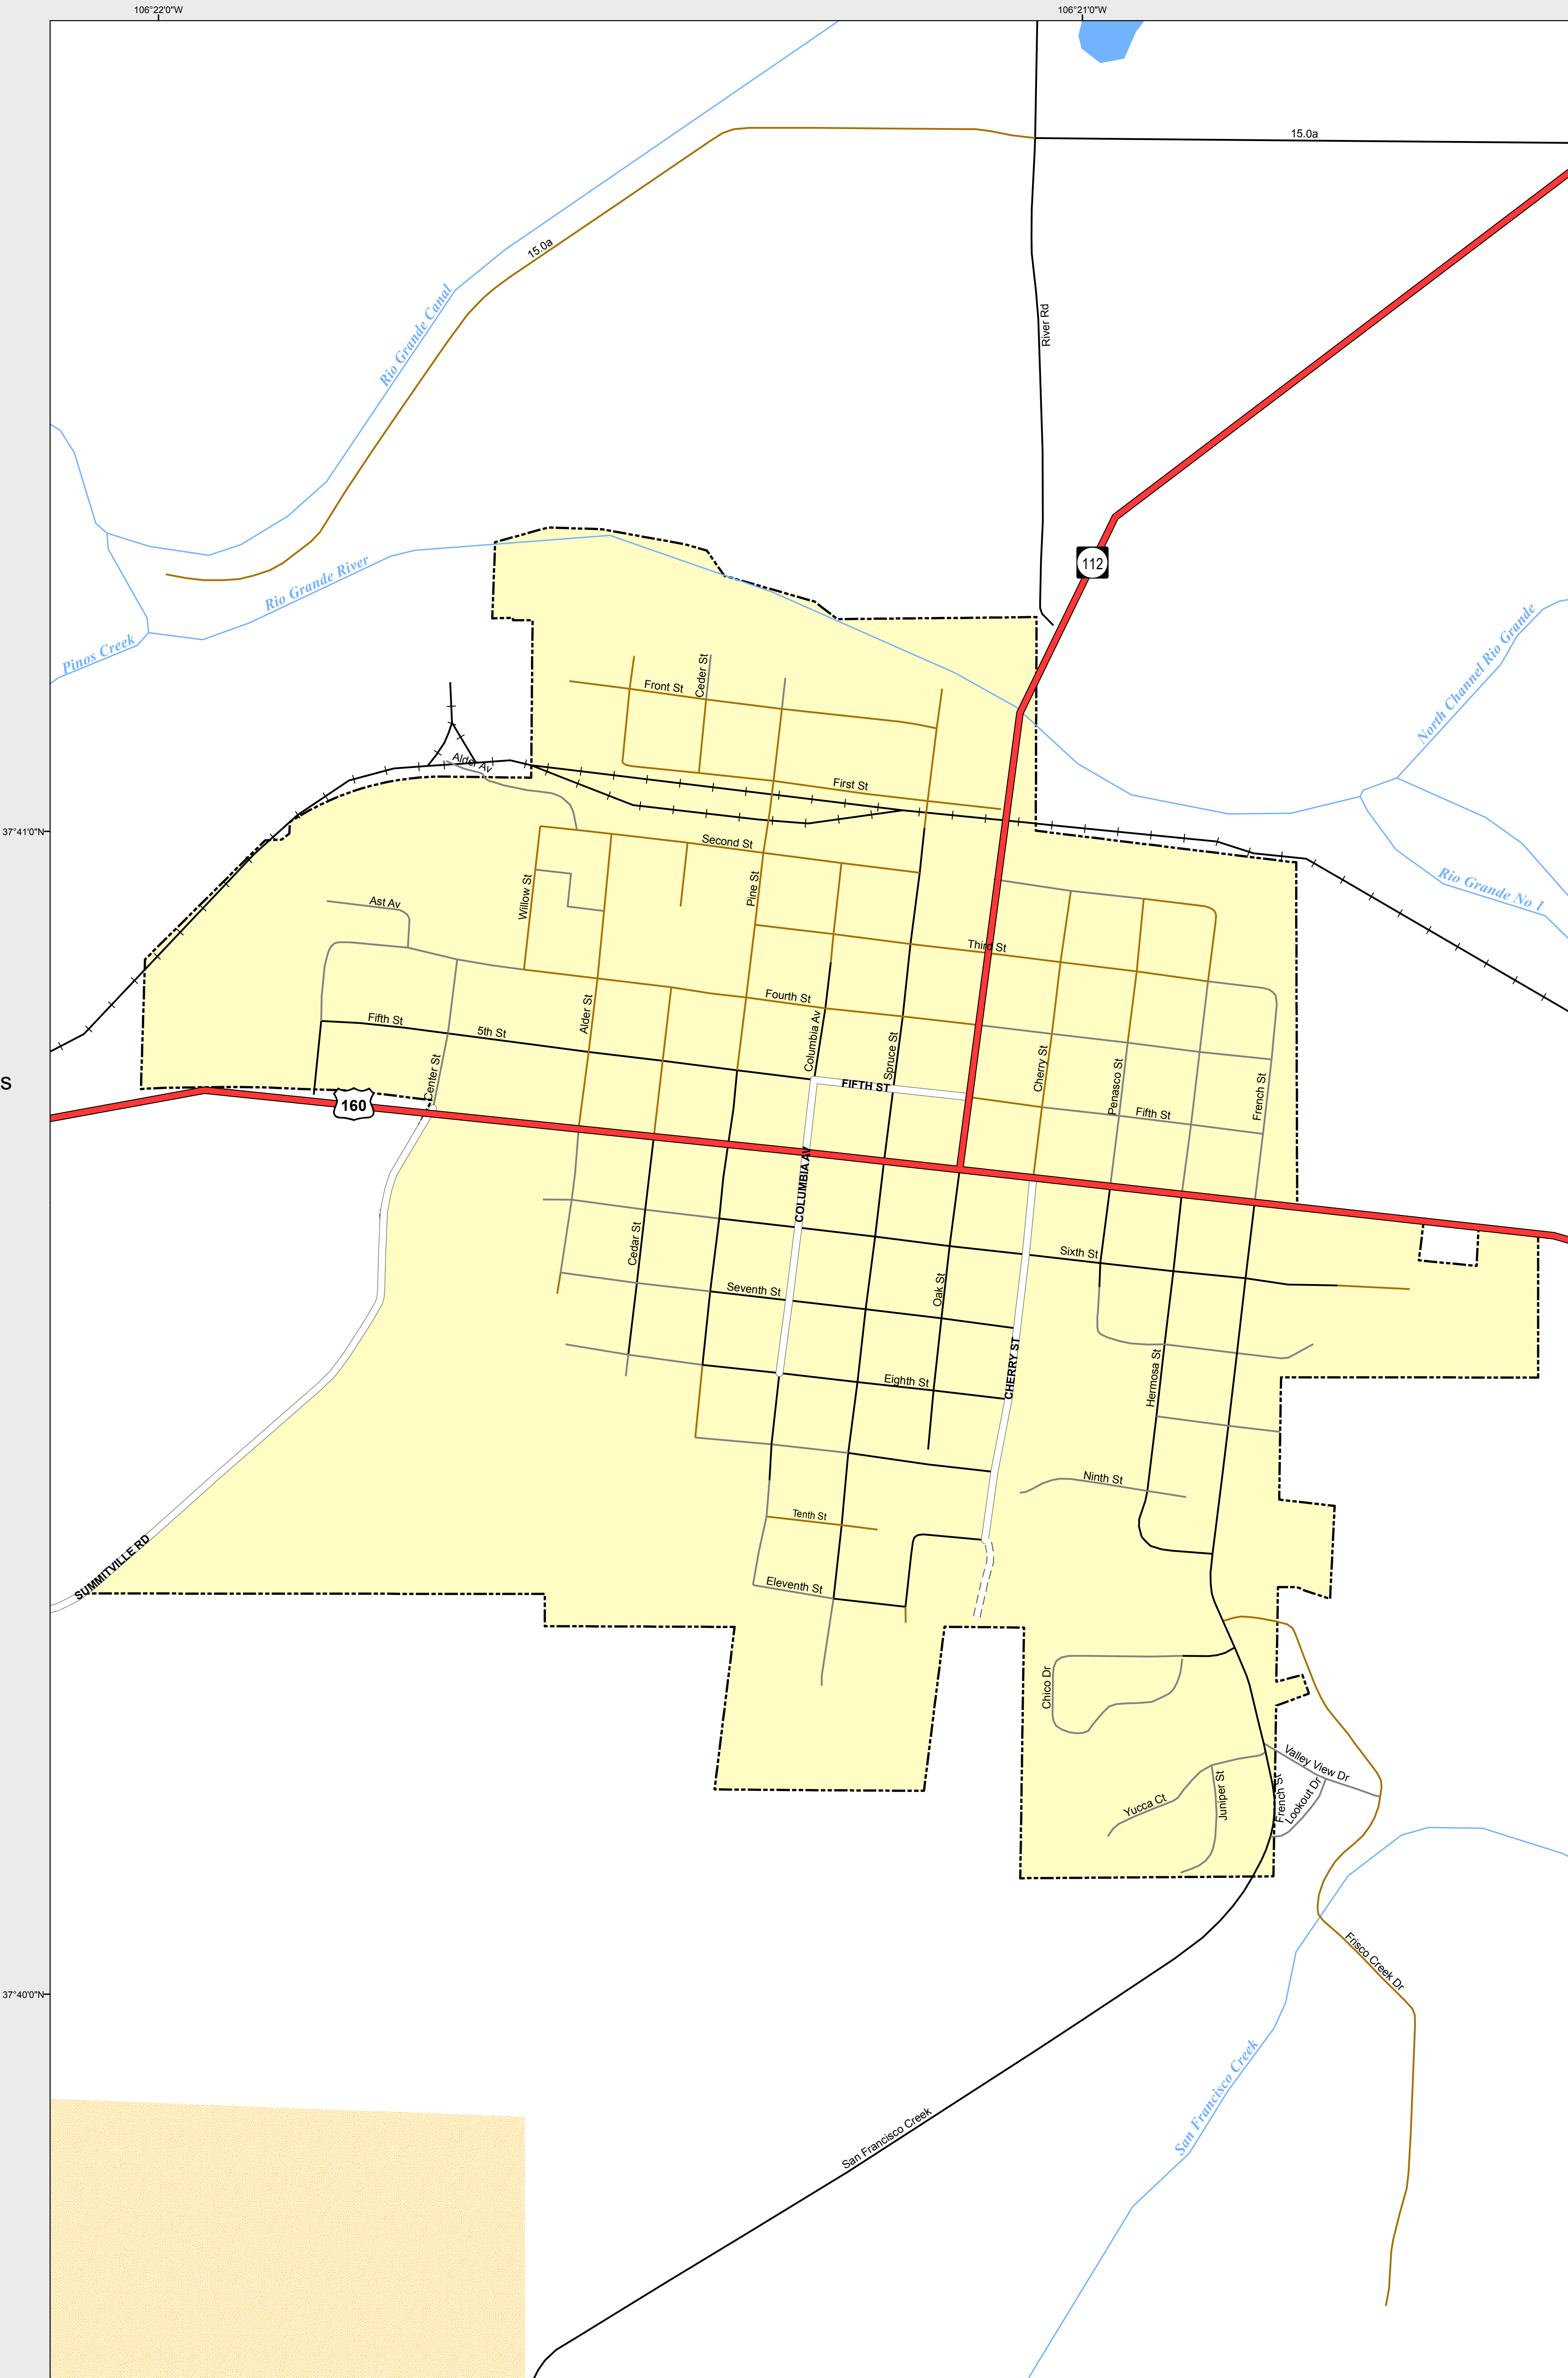 106°22'0"W
106°21'0"W
15.0a
15.0a
Rio Grande Canal
River Rd
112
Rio Grande River
Pinos Creek
North Channel Rio Grande
Ceder St
Front St
Alder Av
First St
37°41'0"N
Second St
Rio Grande No 1
Willow St
Pine St
Ast Av
Third St
Fourth St
Alder St
Fifth St
5th St
Columbia Av
Spruce St
Cherry St
Penasco St
French St
S
Center St
FIFTH ST
160
Fifth St
COLUMBIA AV
Cedar St
Sixth St
Oak St
Seventh St
CHERRY ST
Hermosa St
Eighth St
Ninth St
Tenth St
SUMMITVILLE RD
Eleventh St
Chico Dr
Valley View Dr
Juniper St
French St
Lookout Dr
Yucca Ct
Frisco Creek Dr
37°40'0"N
San Francisco Creek
San Francisco Creek